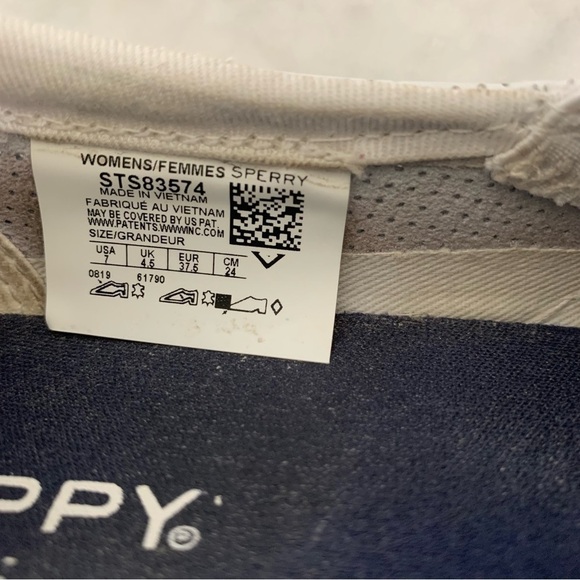 WOMENS/FEMMES SPERRY
STS83574
MADE IN VIETNAM
FABRIQUÉ AU VIETNAM
MAY BE COVERED BY US PAT.
WWW.PATENTS.WWWINC.COM
SIZE/GRANDEUR
USA UK EUR CM
7 4.5 37.5 24
0819 61790
PPY®